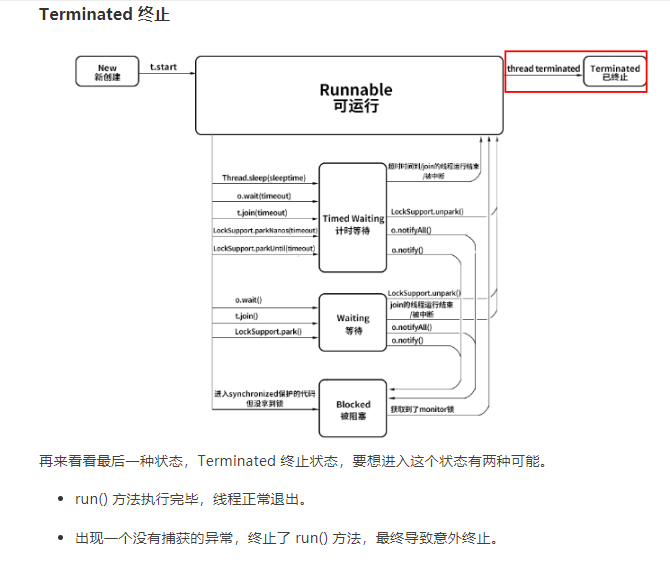 Terminated 终止
New
新创建
t.start
Runnable
可运行
thread terminated
Terminated
已终止
Thread.sleep(sleeptime)
o.wait(timeout)
t.join(timeout)
LockSupport.parkNanos(timeout)
LockSupport.parkUntil(timeout)
Timed Waiting
计时等待
超时时间到/join的线程运行结束
/被中断
LockSupport.unpark()
o.notifyAll()
o.notify()
o.wait()
t.join()
LockSupport.park()
Waiting
等待
LockSupport.unpark()
join的线程运行结束
/被中断
o.notifyAll()
o.notify()
进入synchronized保护的代码
但没拿到锁
Blocked
被阻塞
获取到了monitor锁
再来看看最后一种状态，Terminated 终止状态，要想进入这个状态有两种可能。
• run() 方法执行完毕，线程正常退出。
• 出现一个没有捕获的异常，终止了 run() 方法，最终导致意外终止。